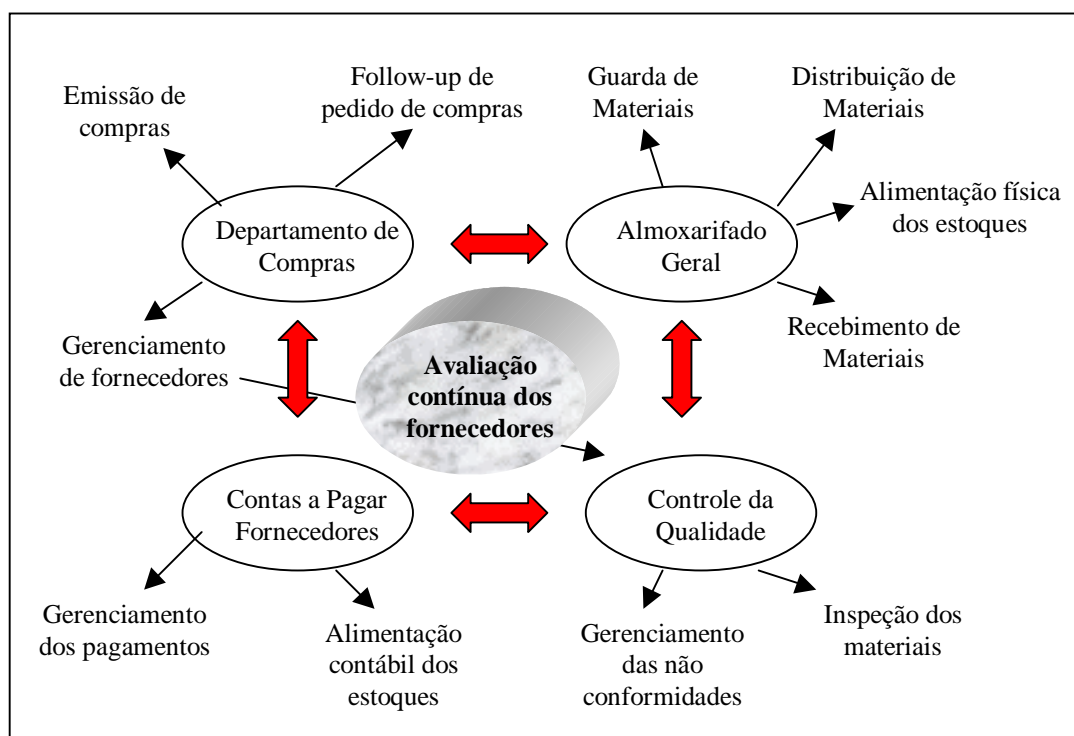 Emissão de
compras
Follow-up de
pedido de compras
Guarda de
Materiais
Distribuição de
Materiais
Departamento de
Compras
Almoxarifado
Geral
Alimentação física
dos estoques
Gerenciamento
de fornecedores
Recebimento de
Materiais
Avaliação
contínua dos
fornecedores
Contas a Pagar
Fornecedores
Controle da
Qualidade
Gerenciamento
dos pagamentos
Alimentação
contábil dos
estoques
Gerenciamento
das não
conformidades
Inspeção dos
materiais